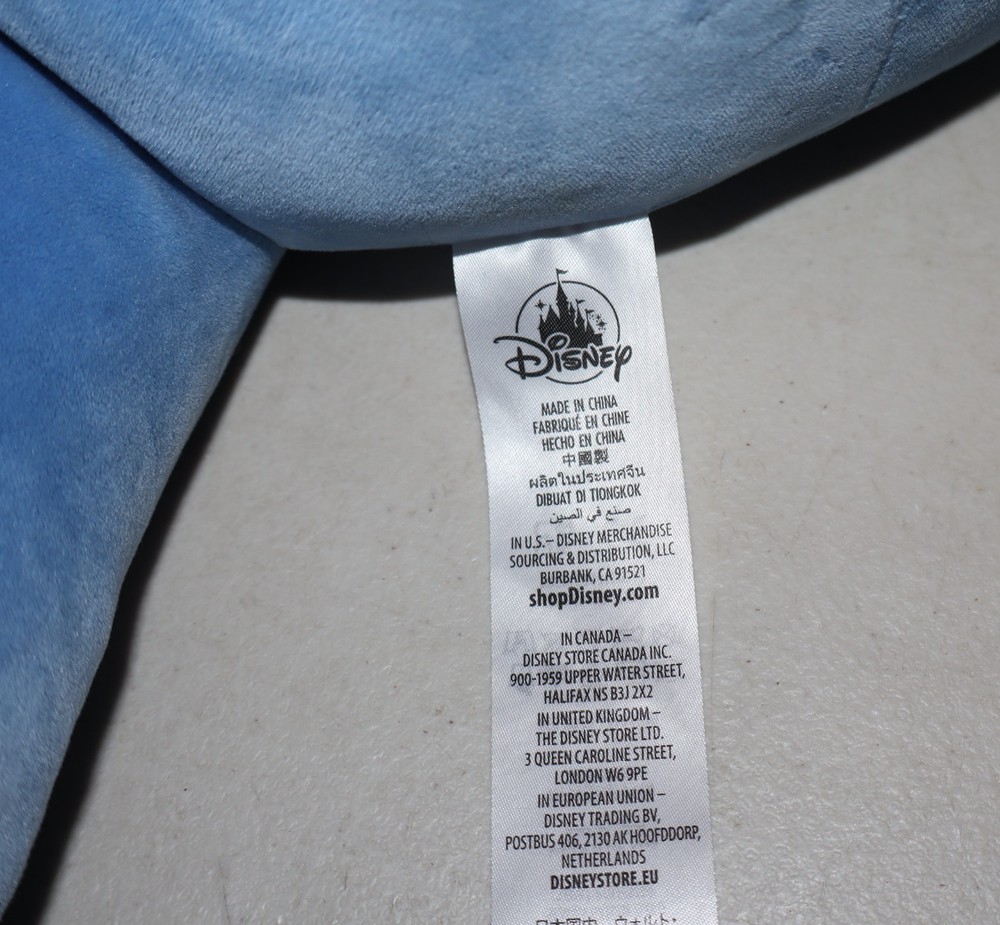 Disney
MADE IN CHINA
FABRIQUÉ EN CHINE
HECHO EN CHINA
中國製
ผลิตในประเทศจีน
DIBUAT DI TIONGKOK
صنع في الصين
IN U.S.– DISNEY MERCHANDISE
SOURCING & DISTRIBUTION, LLC
BURBANK, CA 91521
shopDisney.com
IN CANADA –
DISNEY STORE CANADA INC.
900-1959 UPPER WATER STREET,
HALIFAX NS B3J 2X2
IN UNITED KINGDOM –
THE DISNEY STORE LTD.
3 QUEEN CAROLINE STREET,
LONDON W6 9PE
IN EUROPEAN UNION –
DISNEY TRADING BV,
POSTBUS 406, 2130 AK HOOFDDORP,
NETHERLANDS
DISNEYSTORE.EU